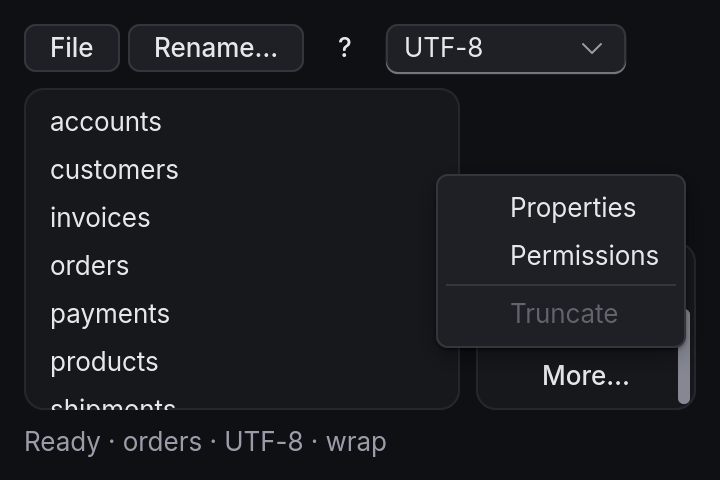 File Rename... ? UTF-8
accounts
customers
invoices
orders
payments
products
shipments
Properties
Permissions
Truncate
More...
Ready · orders · UTF-8 · wrap